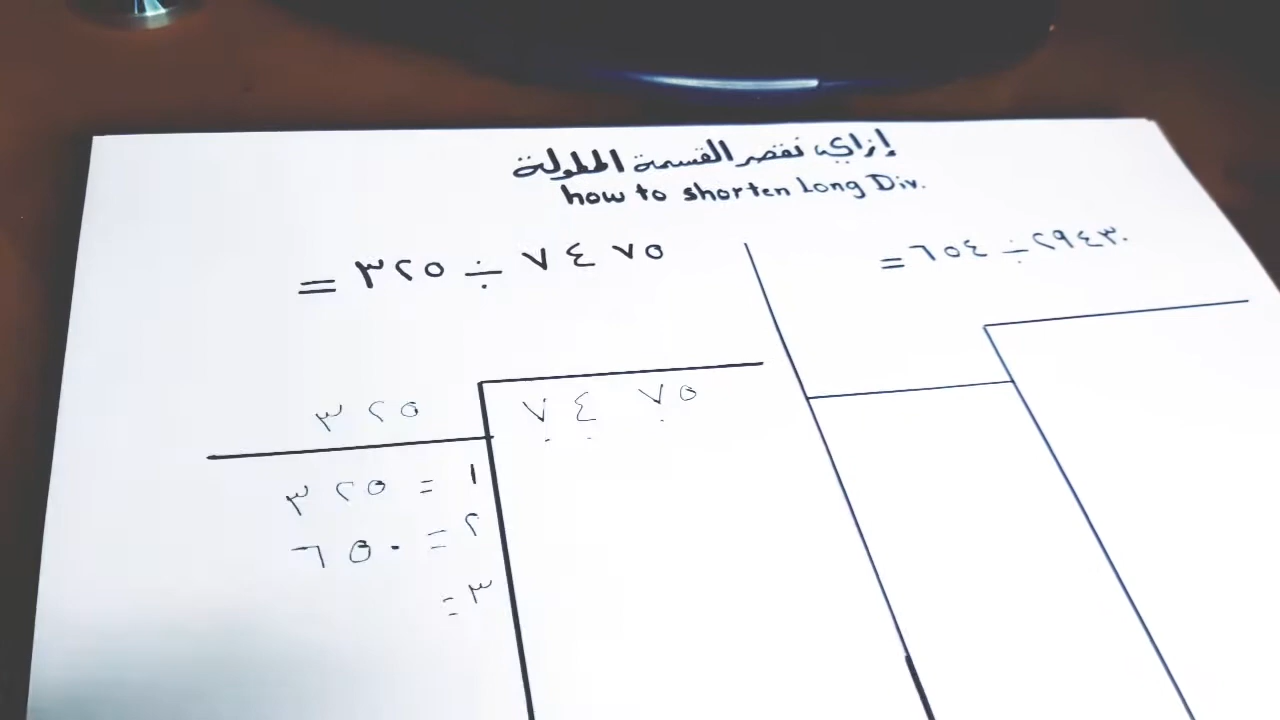 إزاي نقصر القسمة المطولة
how to shorten Long Div.
٧٤٧٥ ÷ ٣٢٥ =
٢٩٤٣٠ ÷ ٦٥٤ =
٧٤٧٥
٣٢٥
١ = ٣٢٥
٢ = ٦٥٠
٣ =